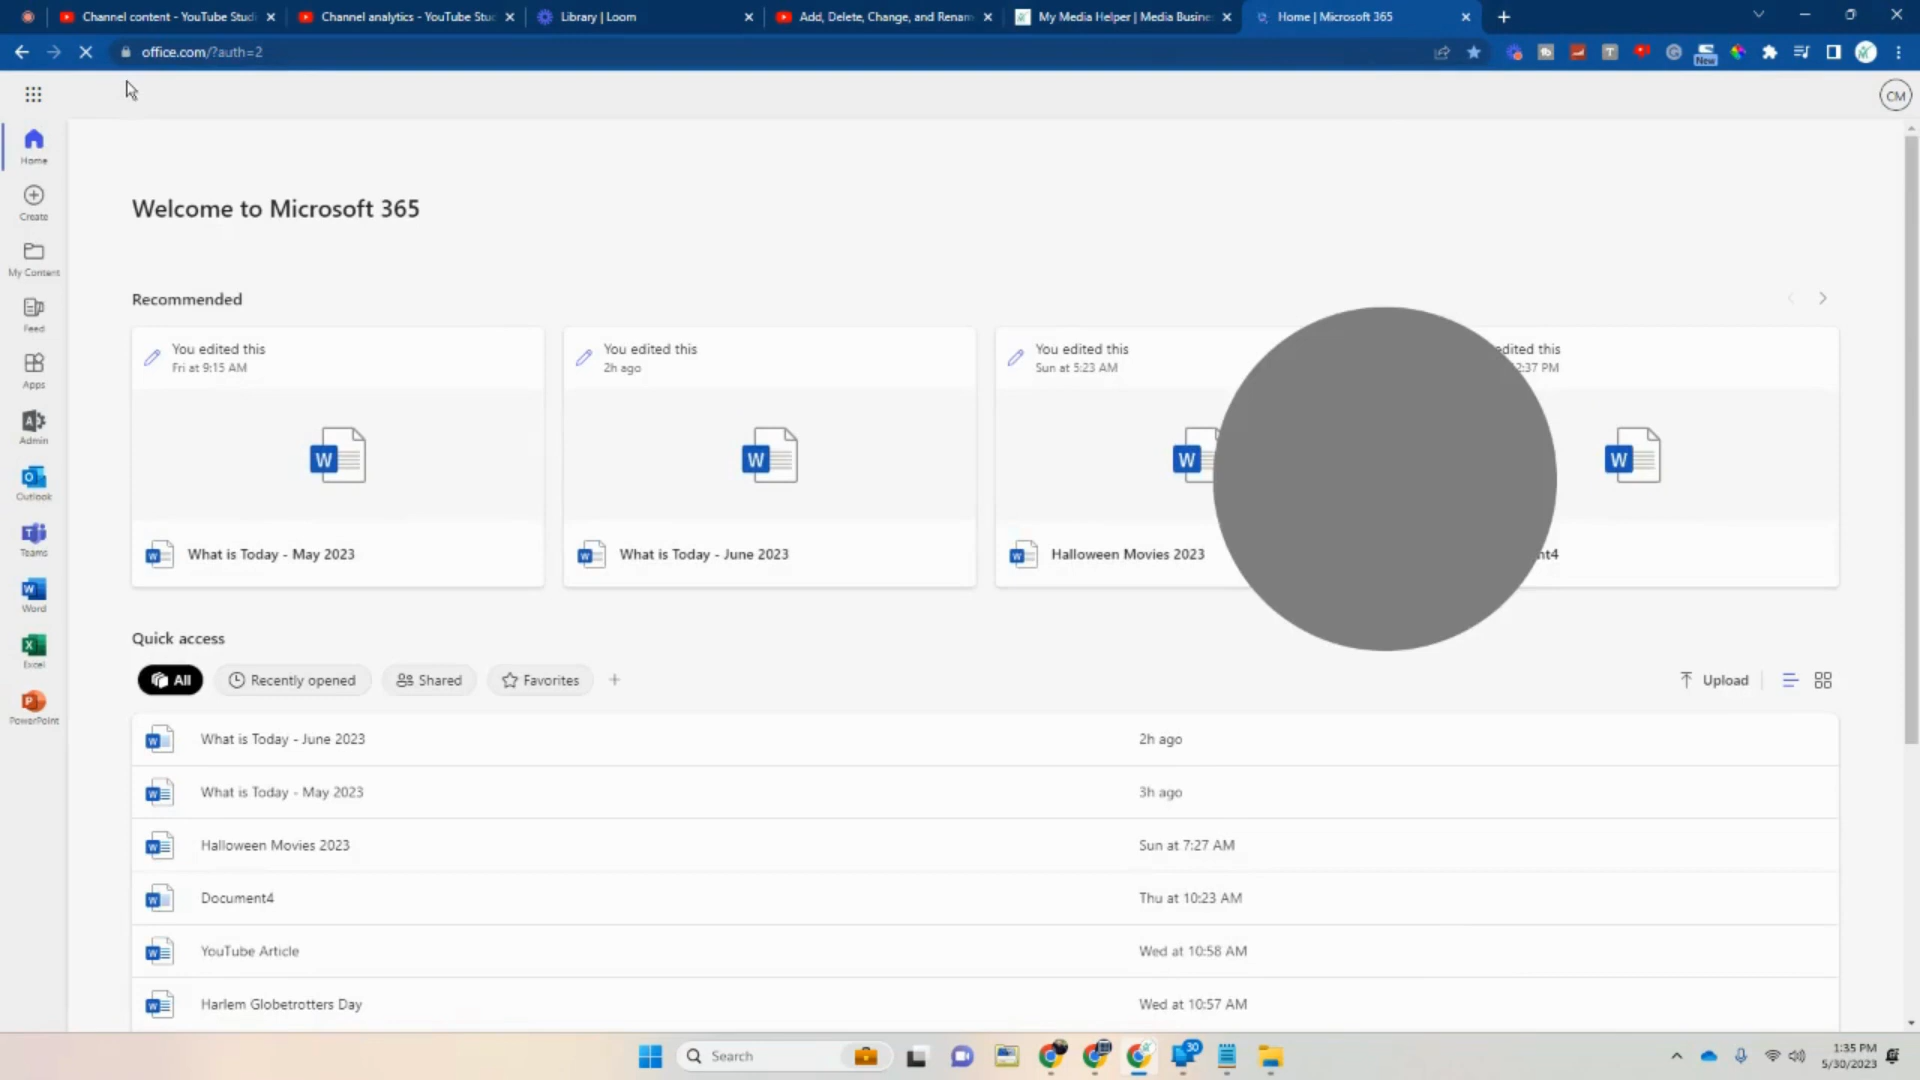 Channel content - YouTube Studi
Channel analytics - YouTube Stu
Library | Loom
Add, Delete, Change, and Renam
My Media Helper | Media Busine
Home | Microsoft 365
office.com/?auth=2
New
CM
Home
Create
My Content
Feed
Apps
Admin
Outlook
Teams
Word
Excel
PowerPoint
Welcome to Microsoft 365
Recommended
You edited this
Fri at 9:15 AM
You edited this
2h ago
You edited this
Sun at 5:23 AM
edited this
2:37 PM
What is Today - May 2023
What is Today - June 2023
Halloween Movies 2023
nt4
Quick access
All
Recently opened
Shared
Favorites
Upload
What is Today - June 2023 2h ago
What is Today - May 2023 3h ago
Halloween Movies 2023 Sun at 7:27 AM
Document4 Thu at 10:23 AM
YouTube Article Wed at 10:58 AM
Harlem Globetrotters Day Wed at 10:57 AM
Search
30
1:35 PM
5/30/2023